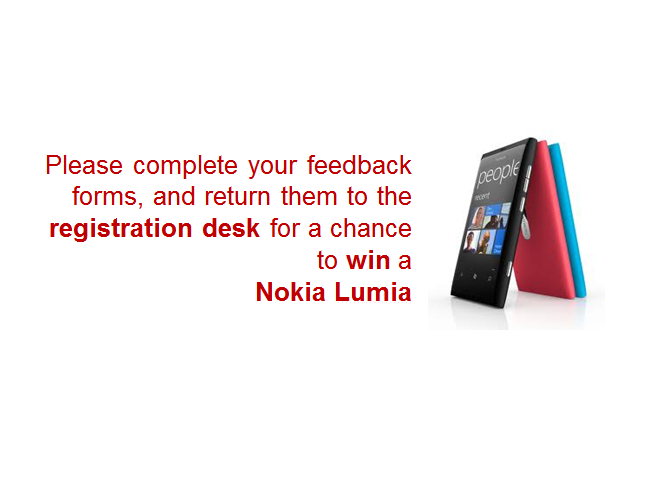 Please complete your feedback
forms, and return them to the
registration desk for a chance
to win a
Nokia Lumia
people
recent